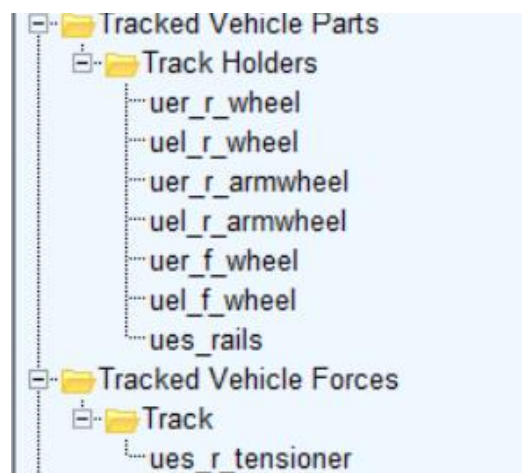 Tracked Vehicle Parts
Track Holders
uer_r_wheel
uel_r_wheel
uer_r_armwheel
uel_r_armwheel
uer_f_wheel
uel_f_wheel
ues_rails
Tracked Vehicle Forces
Track
ues_r_tensioner